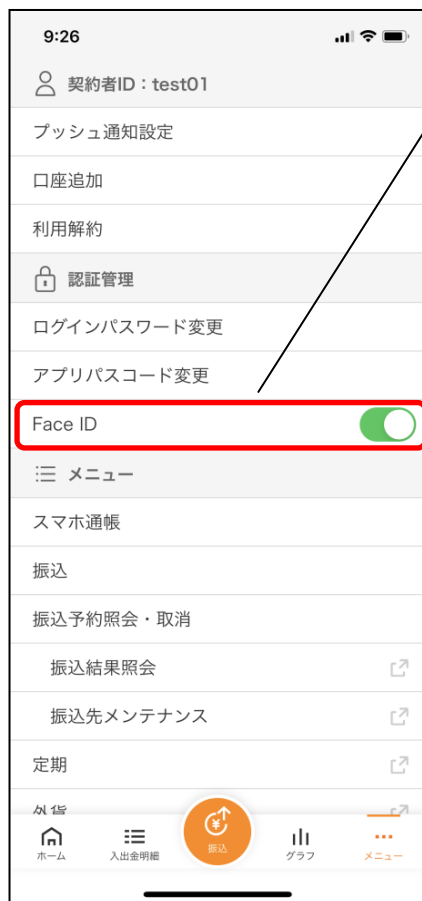 9:26
契約者ID：test01
プッシュ通知設定
口座追加
利用解約
認証管理
ログインパスワード変更
アプリパスコード変更
Face ID
メニュー
スマホ通帳
振込
振込予約照会・取消
振込結果照会
振込先メンテナンス
定期
外貨
ホーム
入出金明細
振込
グラフ
メニュー